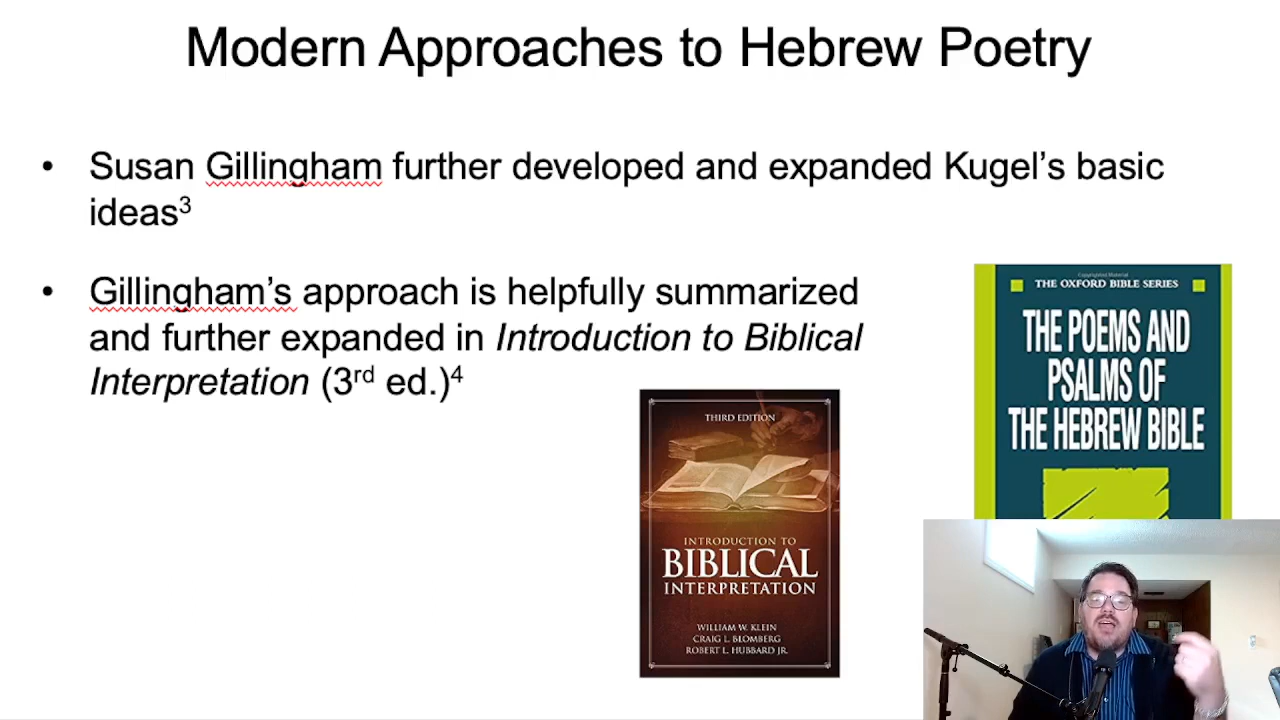 Modern Approaches to Hebrew Poetry
• Susan Gillingham further developed and expanded Kugel’s basic
ideas³
• Gillingham’s approach is helpfully summarized
and further expanded in Introduction to Biblical
Interpretation (3rd ed.)⁴
THIRD EDITION
INTRODUCTION TO
BIBLICAL
INTERPRETATION
WILLIAM W. KLEIN
CRAIG L. BLOMBERG
ROBERT L. HUBBARD JR.
Copyrighted Material
THE OXFORD BIBLE SERIES
THE POEMS AND
PSALMS OF
THE HEBREW BIBLE